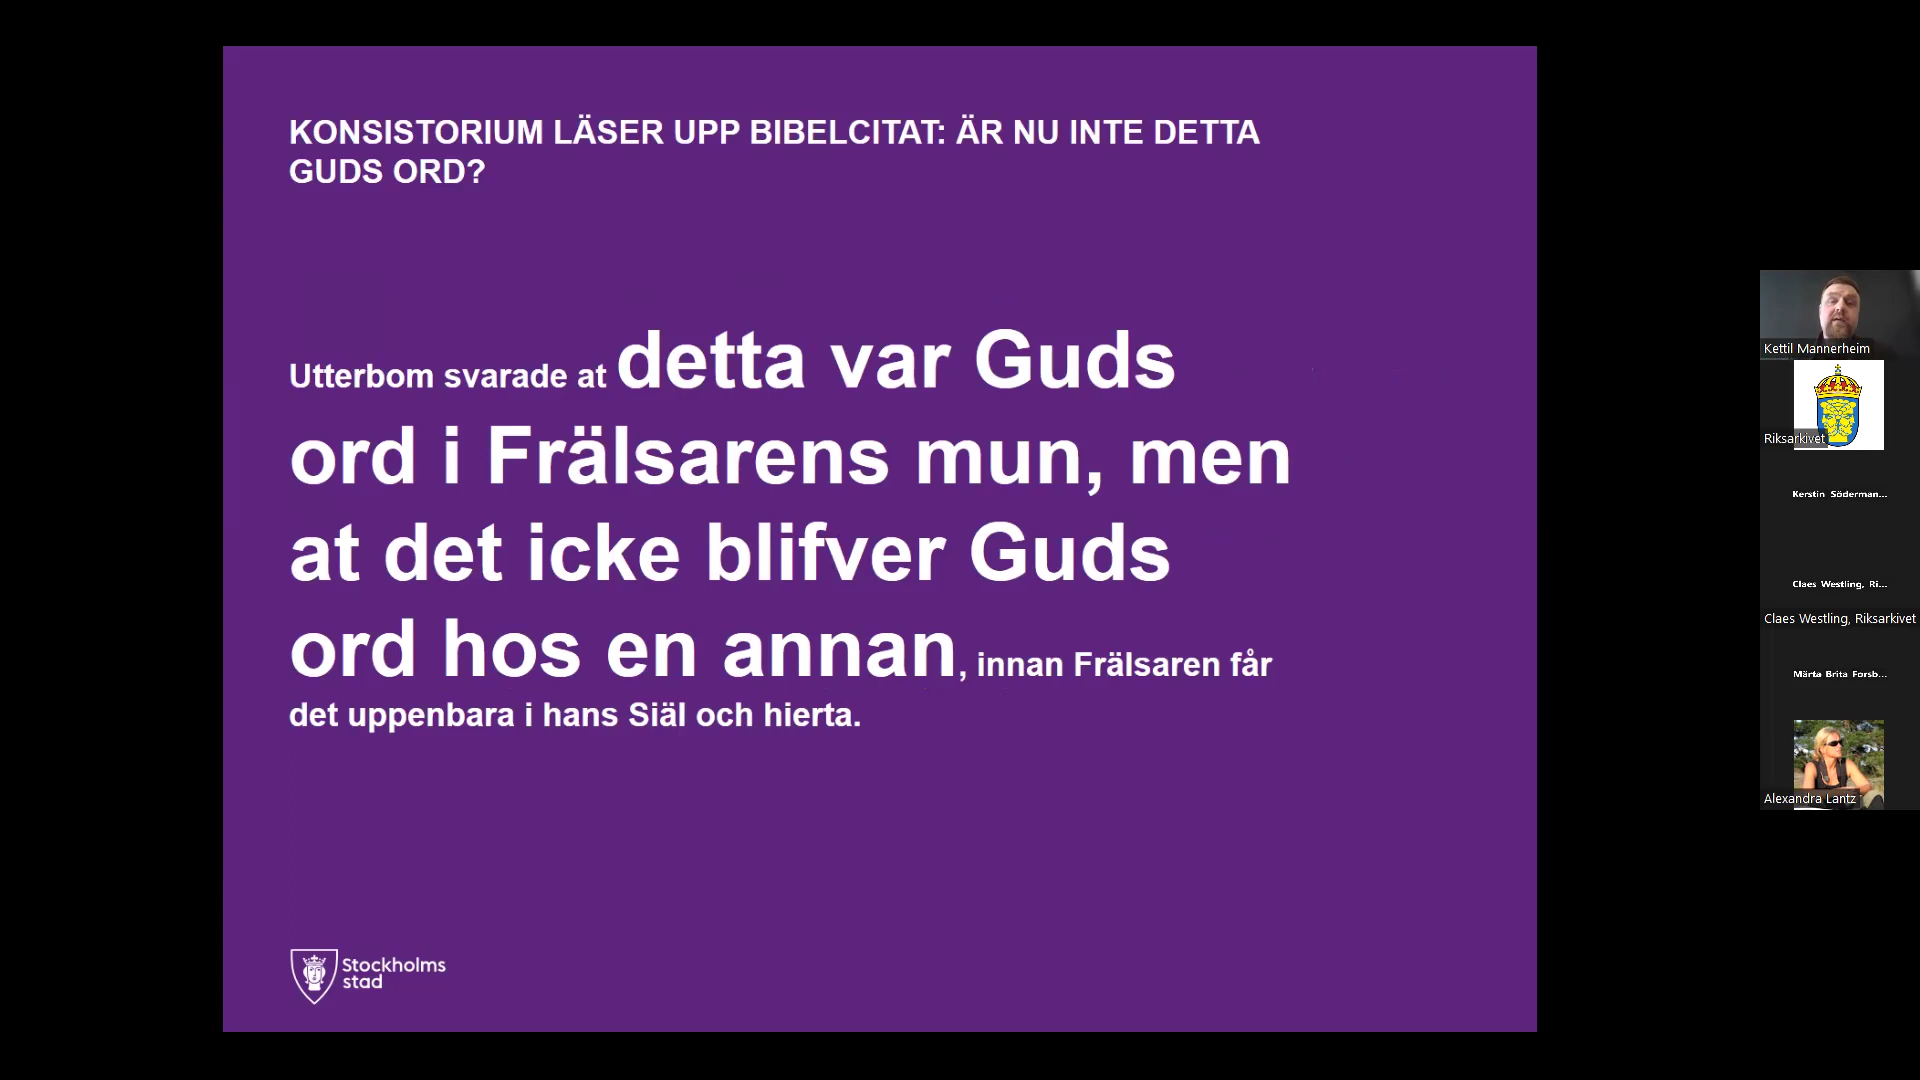 KONSISTORIUM LÄSER UPP BIBELCITAT: ÄR NU INTE DETTA
GUDS ORD?
Utterbom svarade at detta var Guds
ord i Frälsarens mun, men
at det icke blifver Guds
ord hos en annan, innan Frälsaren får
det uppenbara i hans Siäl och hierta.
Stockholms
stad
Kettil Mannerheim
Riksarkivet
Kerstin Söderman...
Claes Westling, Ri...
Claes Westling, Riksarkivet
Märta Brita Forsb...
Alexandra Lantz